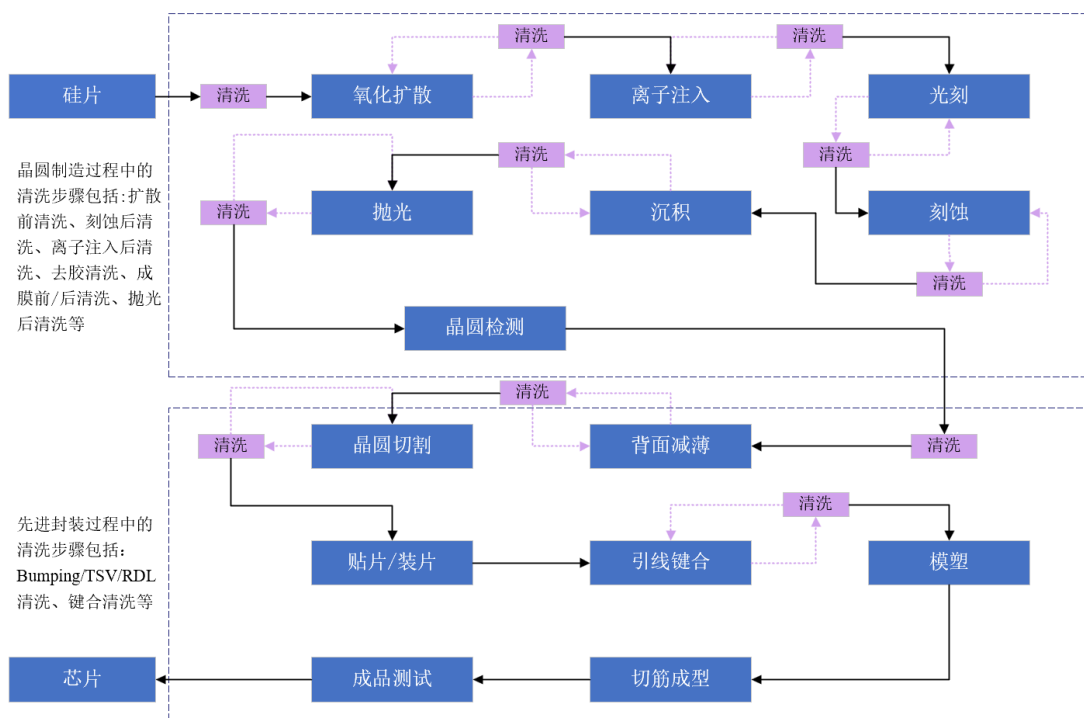 清洗
清洗
硅片
清洗
氧化扩散
离子注入
光刻
晶圆制造过程中的
清洗步骤包括:扩散
前清洗、刻蚀后清
洗、离子注入后清
洗、去胶清洗、成
膜前/后清洗、抛光
后清洗等
清洗
清洗
清洗
抛光
沉积
刻蚀
清洗
晶圆检测
清洗
清洗
晶圆切割
背面减薄
清洗
先进封装过程中的
清洗步骤包括：
Bumping/TSV/RDL
清洗、键合清洗等
清洗
贴片/装片
引线键合
模塑
芯片
成品测试
切筋成型